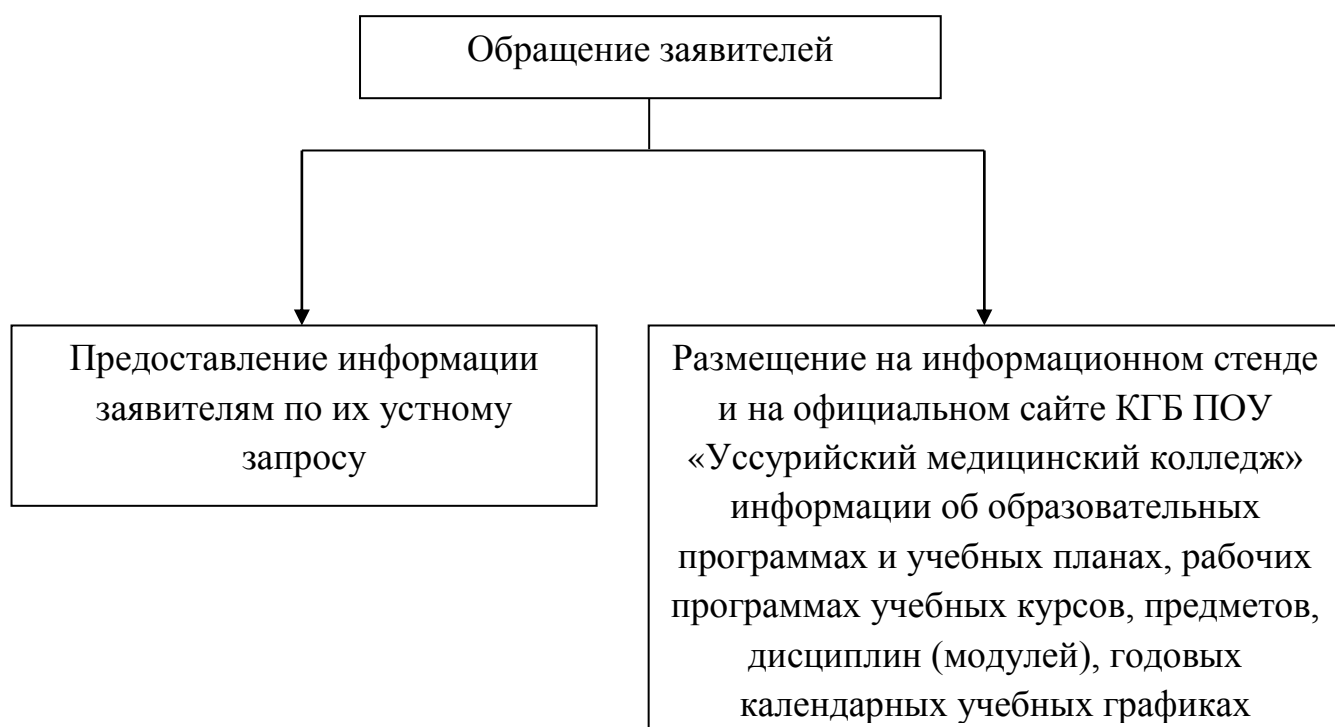 Обращение заявителей
Предоставление информации
заявителям по их устному
запросу
Размещение на информационном стенде
и на официальном сайте КГБ ПОУ
«Уссурийский медицинский колледж»
информации об образовательных
программах и учебных планах, рабочих
программах учебных курсов, предметов,
дисциплин (модулей), годовых
календарных учебных графиках